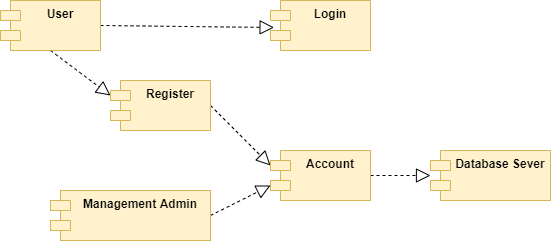 User
Login
Register
Account
Database Sever
Management Admin